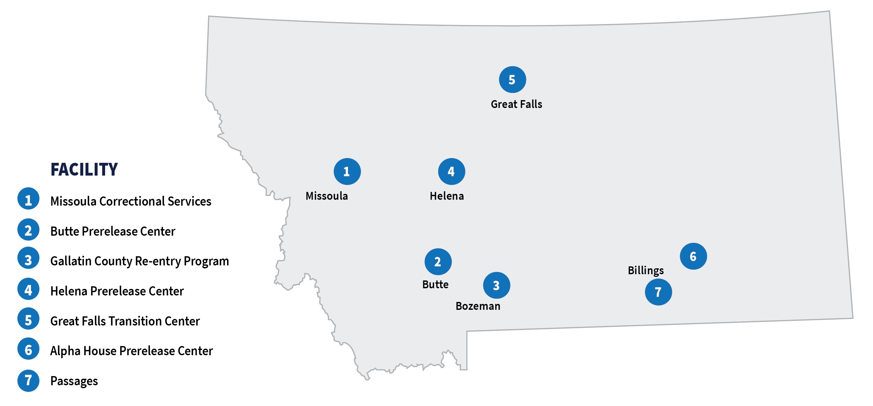 FACILITY
1 Missoula Correctional Services
2 Butte Prerelease Center
3 Gallatin County Re-entry Program
4 Helena Prerelease Center
5 Great Falls Transition Center
6 Alpha House Prerelease Center
7 Passages
5
Great Falls
1
Missoula
4
Helena
2
Butte
3
Bozeman
6
Billings
7